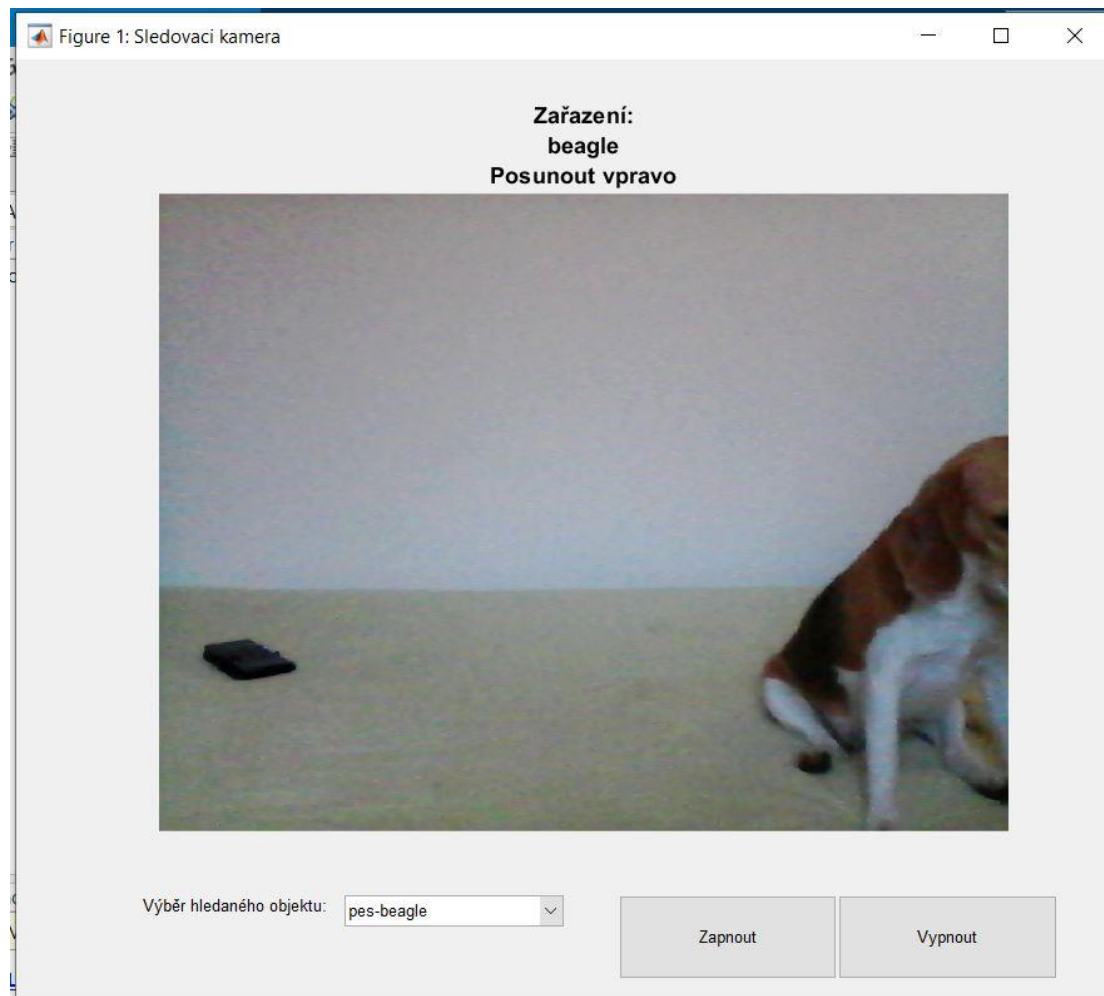 Figure 1: Sledovaci kamera
Zařazení:
beagle
Posunout vpravo
Výběr hledaného objektu:
pes-beagle
Zapnout
Vypnout